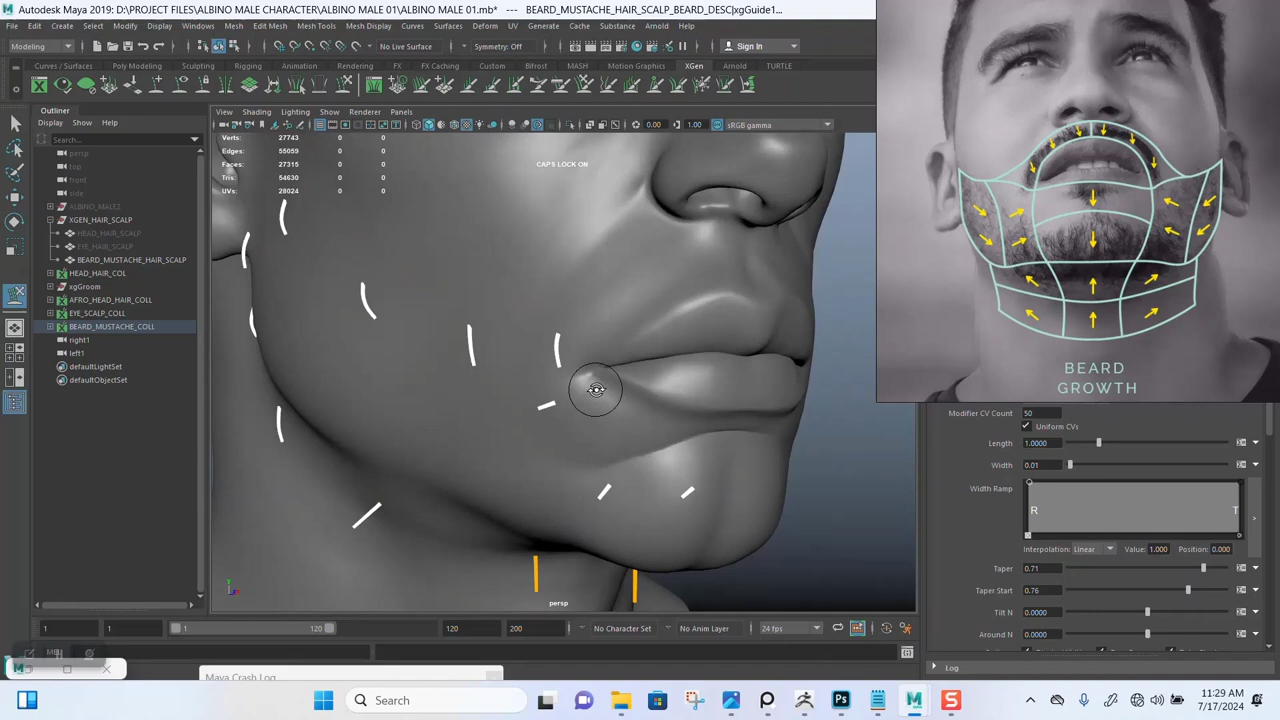 Autodesk Maya 2019: D:\PROJECT FILES\ALBINO MALE CHARACTER\ALBINO MALE 01\ALBINO MALE 01.mb* --- BEARD_MUSTACHE_HAIR_SCALP_BEARD_DESC|xgGuide1...
File Edit Create Select Modify Display Windows Mesh Edit Mesh Mesh Tools Mesh Display Curves Surfaces Deform UV Generate Cache Substance Arnold Help
Modeling No Live Surface Symmetry: Off Sign In
Curves / Surfaces Poly Modeling Sculpting Rigging Animation Rendering FX FX Caching Custom Bifrost MASH Motion Graphics XGen Arnold TURTLE
Outliner
Display Show Help
Search...
persp
top
front
side
ALBINO_MALE2
XGEN_HAIR_SCALP
HEAD_HAIR_SCALP
EYE_HAIR_SCALP
BEARD_MUSTACHE_HAIR_SCALP
HEAD_HAIR_COL
xgGroom
AFRO_HEAD_HAIR_COLL
EYE_SCALP_COLL
BEARD_MUSTACHE_COLL
right1
left1
defaultLightSet
defaultObjectSet
View Shading Lighting Show Renderer Panels
0.00 1.00 sRGB gamma
Verts: 27743 0 0
Edges: 55059 0 0
Faces: 27315 0 0
Tris: 54630 0 0
UVs: 28024 0 0
CAPS LOCK ON
persp
BEARD
GROWTH
Modifier CV Count 50
Uniform CVs
Length 1.0000
Width 0.01
Width Ramp
R T
Interpolation: Linear Value: 1.000 Position: 0.000
Taper 0.71
Taper Start 0.76
Tilt N 0.0000
Around N 0.0000
Log
1 1 1 120 120 200 No Character Set No Anim Layer 24 fps
Maya Crash Log
Search
11:29 AM
7/17/2024